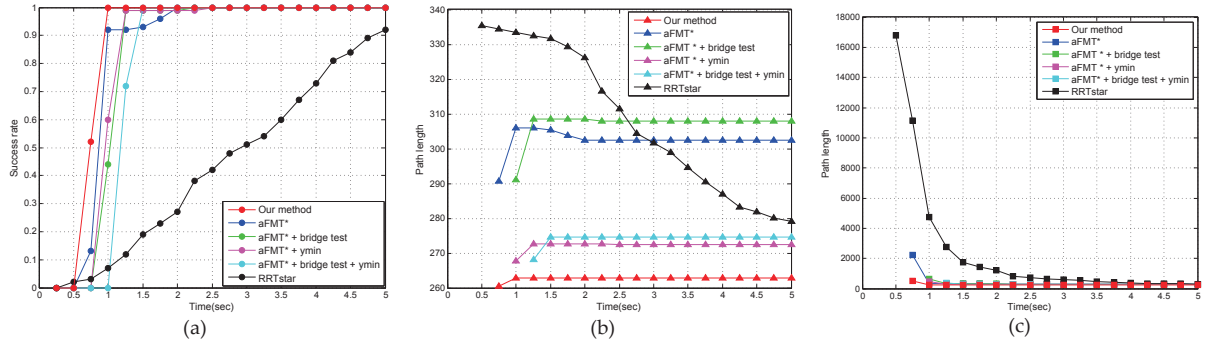 1
0.9
0.8
0.7
0.6
0.5
0.4
0.3
0.2
0.1
0
Success rate
0 0.5 1 1.5 2 2.5 3 3.5 4 4.5 5
Time(sec)
Our method
aFMT*
aFMT* + bridge test
aFMT* + ymin
aFMT* + bridge test + ymin
RRTstar
(a)
340
330
320
310
300
290
280
270
260
Path length
0 0.5 1 1.5 2 2.5 3 3.5 4 4.5 5
Time(sec)
Our method
aFMT*
aFMT * + bridge test
aFMT * + ymin
aFMT* + bridge test + ymin
RRTstar
(b)
18000
16000
14000
12000
10000
8000
6000
4000
2000
0
Path length
0 0.5 1 1.5 2 2.5 3 3.5 4 4.5 5
Time(sec)
Our method
aFMT*
aFMT * + bridge test
aFMT * + ymin
aFMT* + bridge test + ymin
RRTstar
(c)